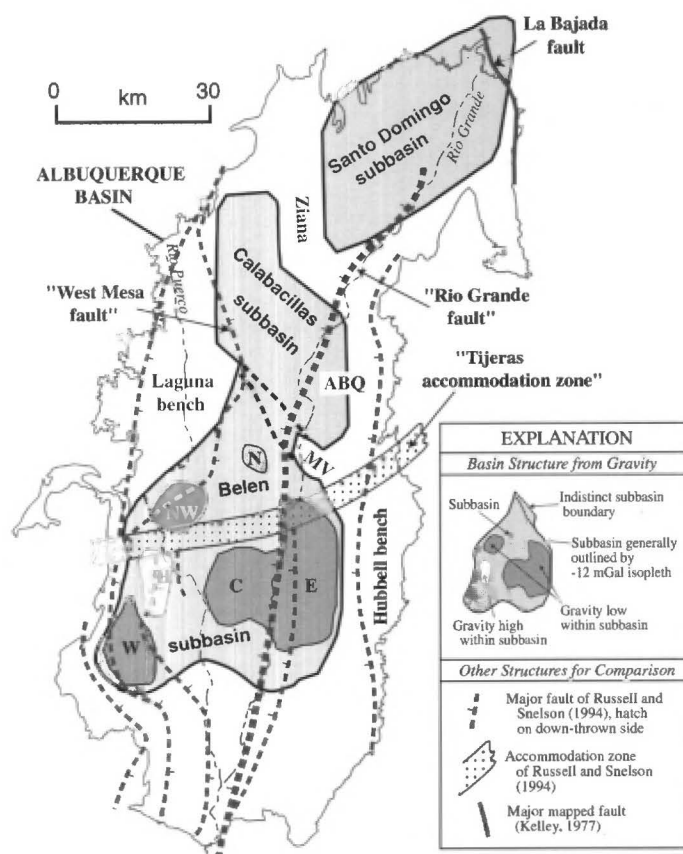 La Bajada
fault
0 30
km
Santo Domingo
subbasin
Rio Grande
ALBUQUERQUE
BASIN
Ziana
Rio Puerco
Calabacillas
subbasin
"West Mesa
fault"
"Rio Grande
fault"
Laguna
bench
ABQ
"Tijeras
accommodation zone"
N
MV
Belen
NW
Hubbell bench
C
E
W
subbasin
EXPLANATION
Basin Structure from Gravity
Subbasin
Indistinct subbasin
boundary
Subbasin generally
outlined by
-12 mGal isopleth
Gravity low
within subbasin
Gravity high
within subbasin
Other Structures for Comparison
Major fault of Russell and
Snelson (1994), hatch
on down-thrown side
Accommodation zone
of Russell and Snelson
(1994)
Major mapped fault
(Kelley, 1977)